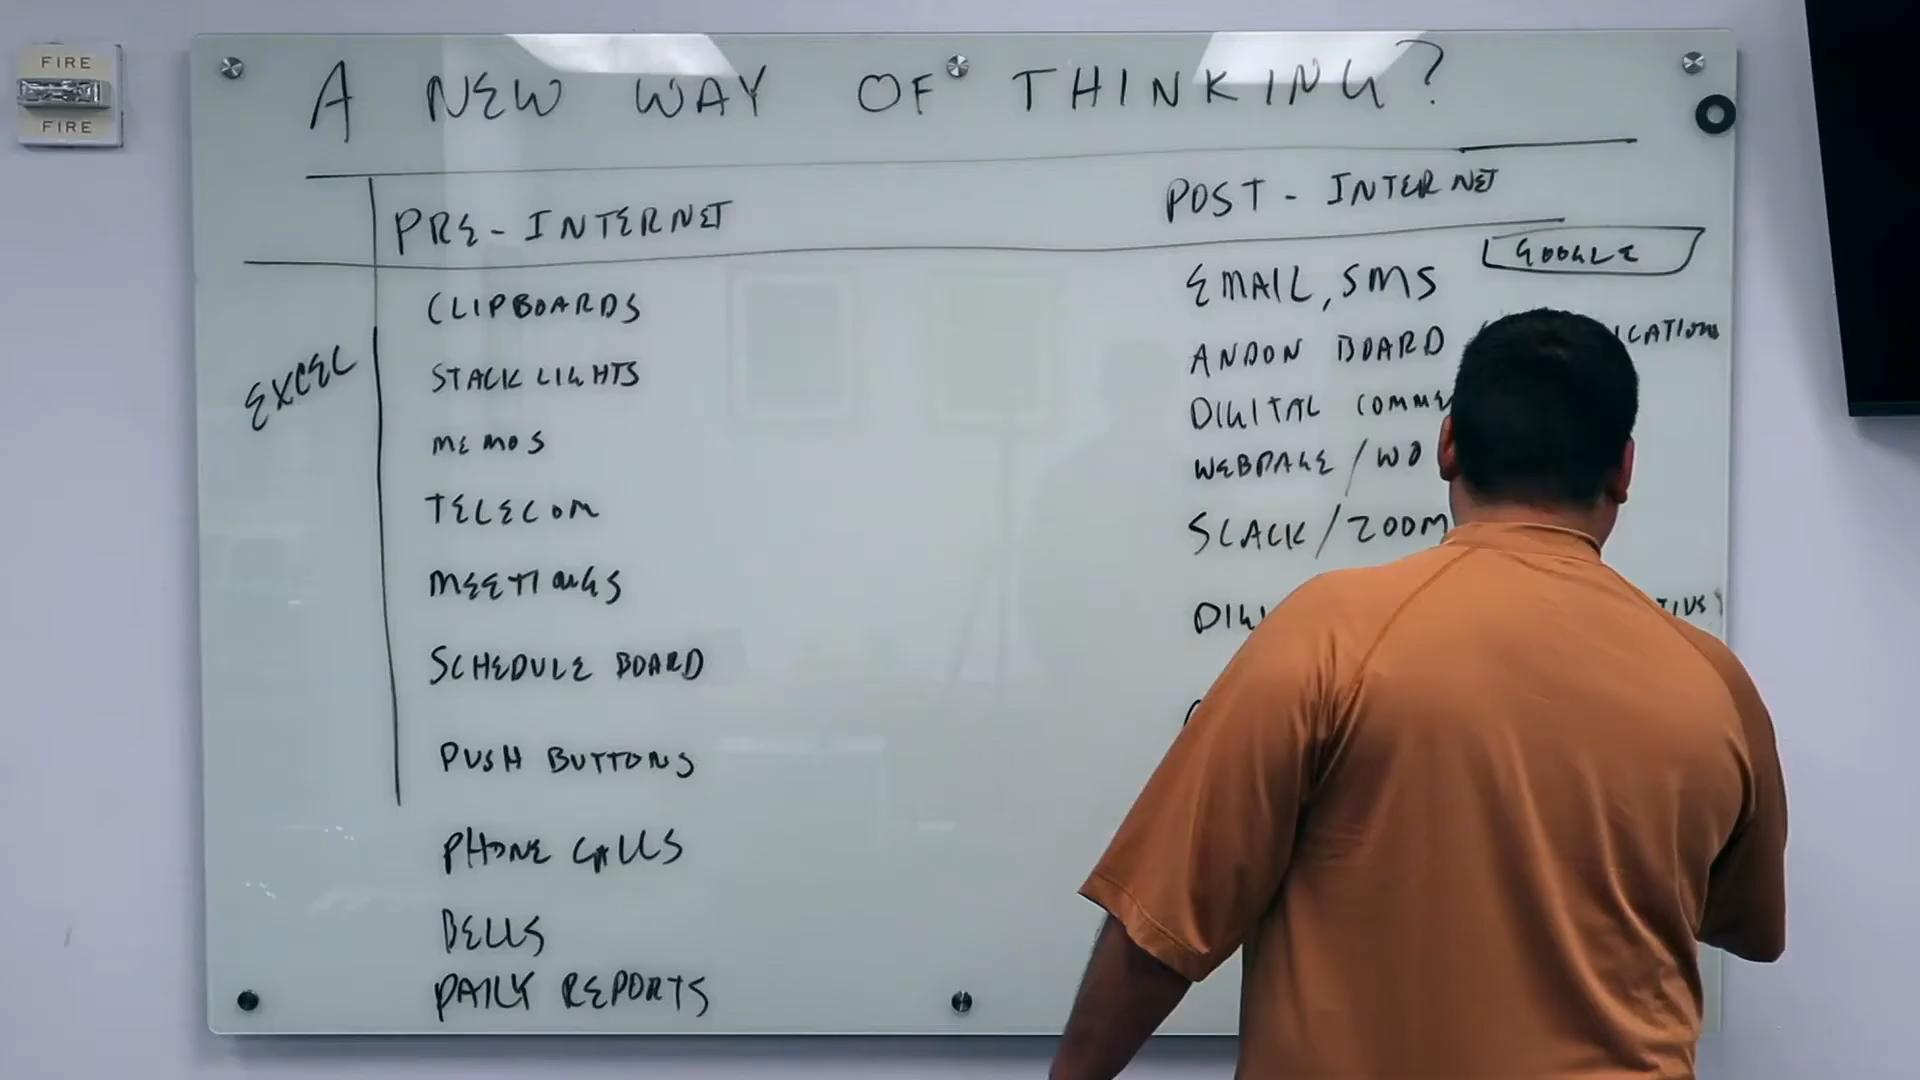 FIRE
FIRE
A NEW WAY OF THINKING?
PRE-INTERNET
POST-INTERNET
GOOGLE
EXCEL
CLIPBOARDS
STACK LIGHTS
MEMOS
TELECOM
MEETINGS
SCHEDULE BOARD
PUSH BUTTONS
PHONE CALLS
BELLS
DAILY REPORTS
EMAIL, SMS
ANDON BOARD
DIGITAL
WEBPAGE /
SLACK / ZOOM